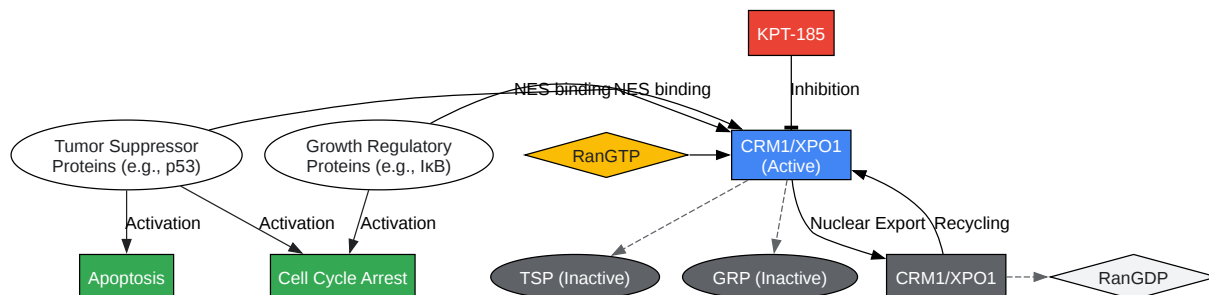 KPT-185
NES binding
NES binding
Inhibition
Tumor Suppressor
Proteins (e.g., p53)
Growth Regulatory
Proteins (e.g., IκB)
RanGTP
CRM1/XPO1
(Active)
Activation
Activation
Activation
Nuclear Export
Recycling
Apoptosis
Cell Cycle Arrest
TSP (Inactive)
GRP (Inactive)
CRM1/XPO1
RanGDP